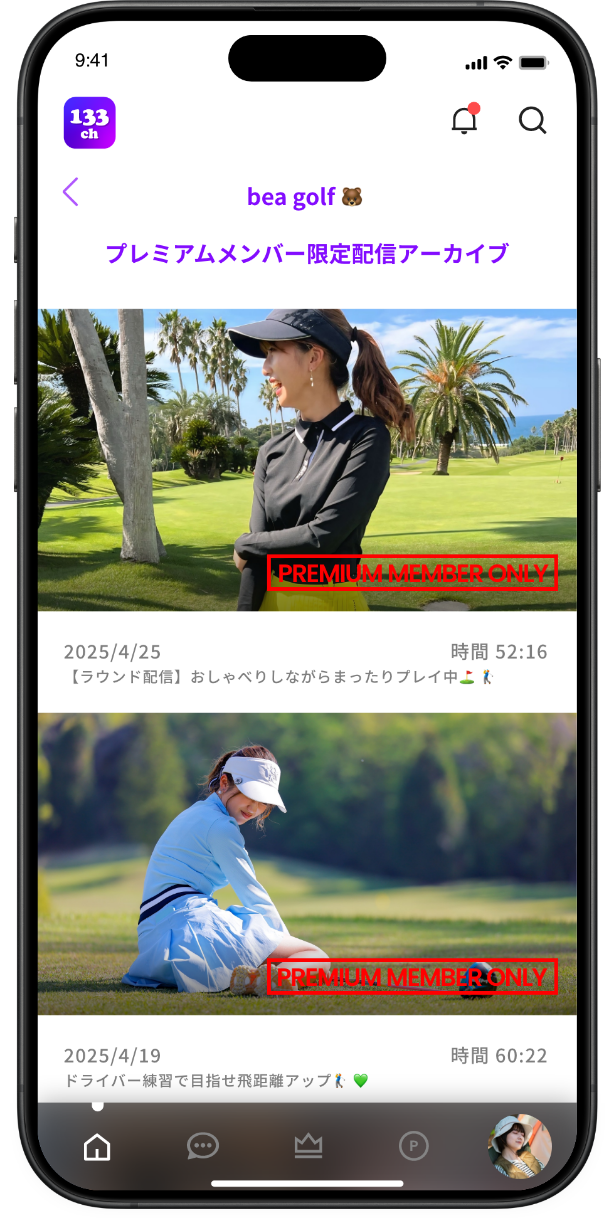 9:41
133
ch
bea golf 🐻
プレミアムメンバー限定配信アーカイブ
PREMIUM MEMBER ONLY
2025/4/25 時間 52:16
【ラウンド配信】おしゃべりしながらまったりプレイ中⛳🏌️
PREMIUM MEMBER ONLY
2025/4/19 時間 60:22
ドライバー練習で目指せ飛距離アップ🏌️💚
P